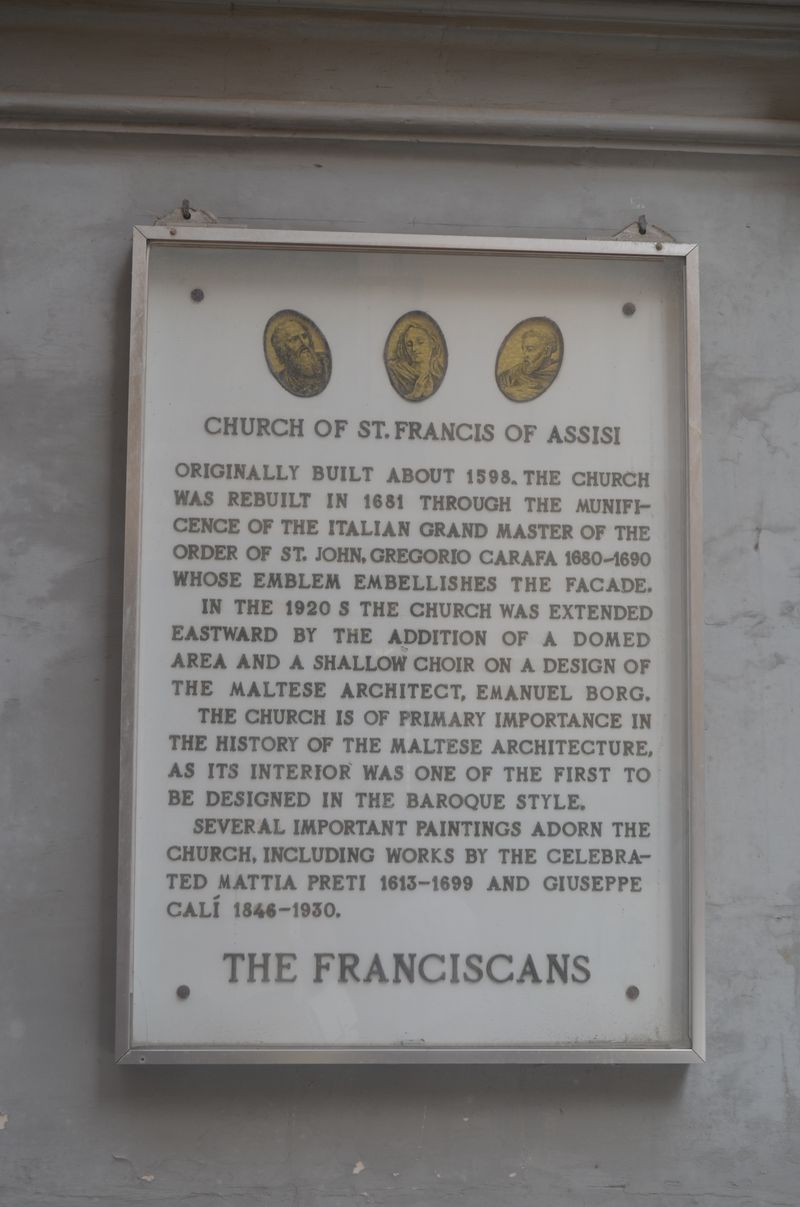 CHURCH OF ST. FRANCIS OF ASSISI
ORIGINALLY BUILT ABOUT 1598. THE CHURCH
WAS REBUILT IN 1681 THROUGH THE MUNIFI-
CENCE OF THE ITALIAN GRAND MASTER OF THE
ORDER OF ST. JOHN, GREGORIO CARAFA 1680-1690
WHOSE EMBLEM EMBELLISHES THE FACADE.
IN THE 1920 S THE CHURCH WAS EXTENDED
EASTWARD BY THE ADDITION OF A DOMED
AREA AND A SHALLOW CHOIR ON A DESIGN OF
THE MALTESE ARCHITECT, EMANUEL BORG.
THE CHURCH IS OF PRIMARY IMPORTANCE IN
THE HISTORY OF THE MALTESE ARCHITECTURE,
AS ITS INTERIOR WAS ONE OF THE FIRST TO
BE DESIGNED IN THE BAROQUE STYLE.
SEVERAL IMPORTANT PAINTINGS ADORN THE
CHURCH, INCLUDING WORKS BY THE CELEBRA-
TED MATTIA PRETI 1613-1699 AND GIUSEPPE
CALÍ 1846-1930.
THE FRANCISCANS